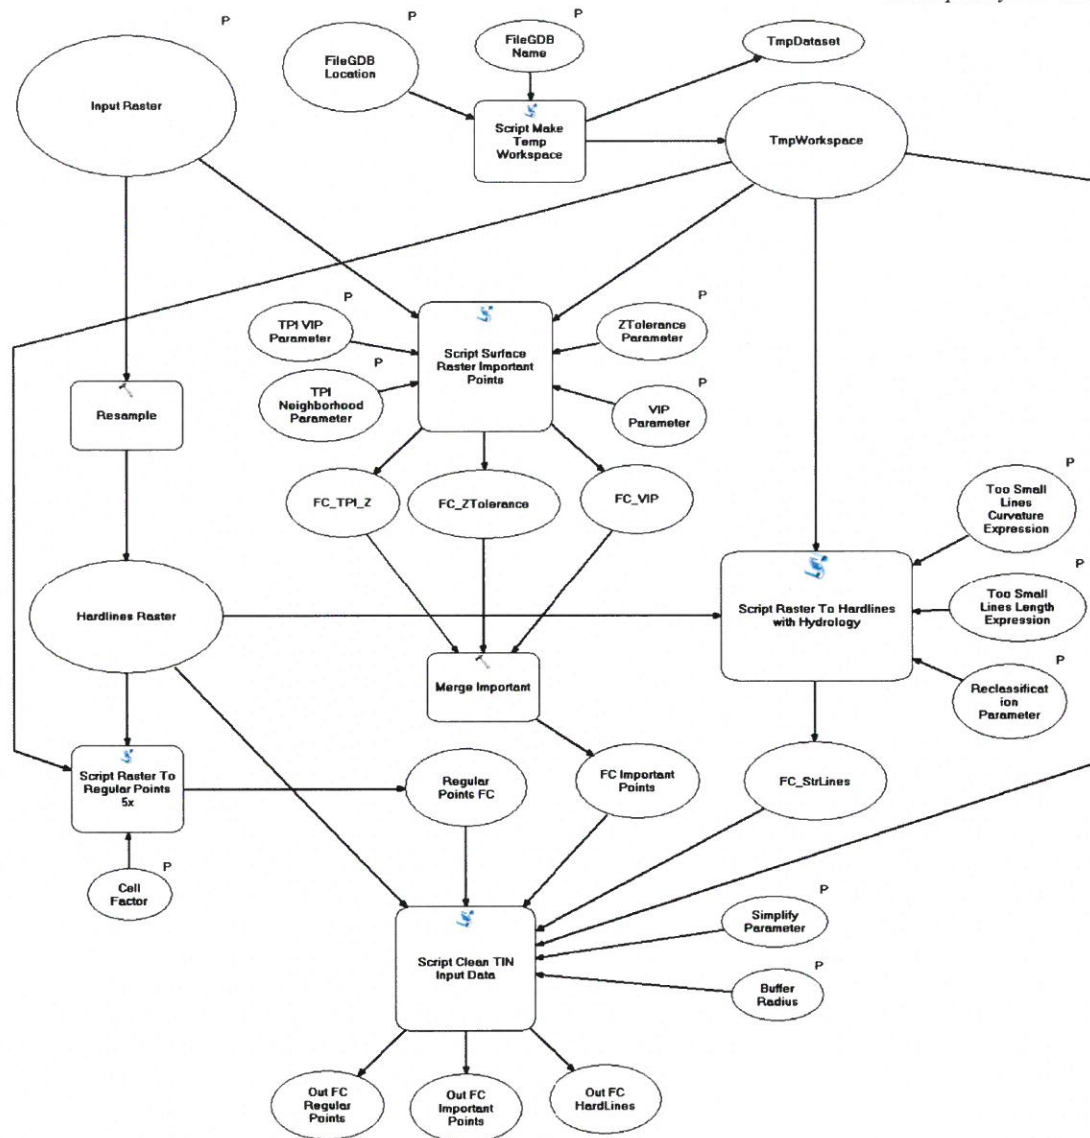 P
Input Raster
P
FileGDB
Location
P
FileGDB
Name
TmpDataset
Script Make
Temp
Workspace
TmpWorkspace
P
TPI VIP
Parameter
P
TPI
Neighborhood
Parameter
Script Surface
Raster Important
Points
P
ZTolerance
Parameter
P
VIP
Parameter
Resample
FC_TPI_Z
FC_ZTolerance
FC_VIP
P
Too Small
Lines
Curvature
Expression
P
Too Small
Lines Length
Expression
P
Reclassificat
ion
Parameter
Hardlines Raster
Script Raster To Hardlines
with Hydrology
Merge Important
Script Raster To
Regular Points
5x
Regular
Points FC
FC Important
Points
FC_StrLines
P
Cell
Factor
Script Clean TIN
Input Data
P
Simplify
Parameter
P
Buffer
Radius
Out FC
Regular
Points
Out FC
Important
Points
Out FC
HardLines